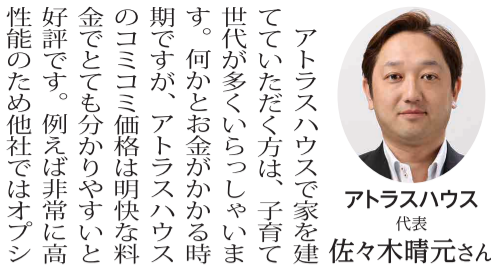 アトラスハウスで家を建
てていただく方は、子育て
世代が多くいらっしゃいま
す。何かとお金がかかる時
期ですが、アトラスハウス
のコミコミ価格は明快な料
金でとても分かりやすいと
好評です。例えば非常に高
性能のため他社ではオプシ
アトラスハウス
代表
佐々木晴元さん